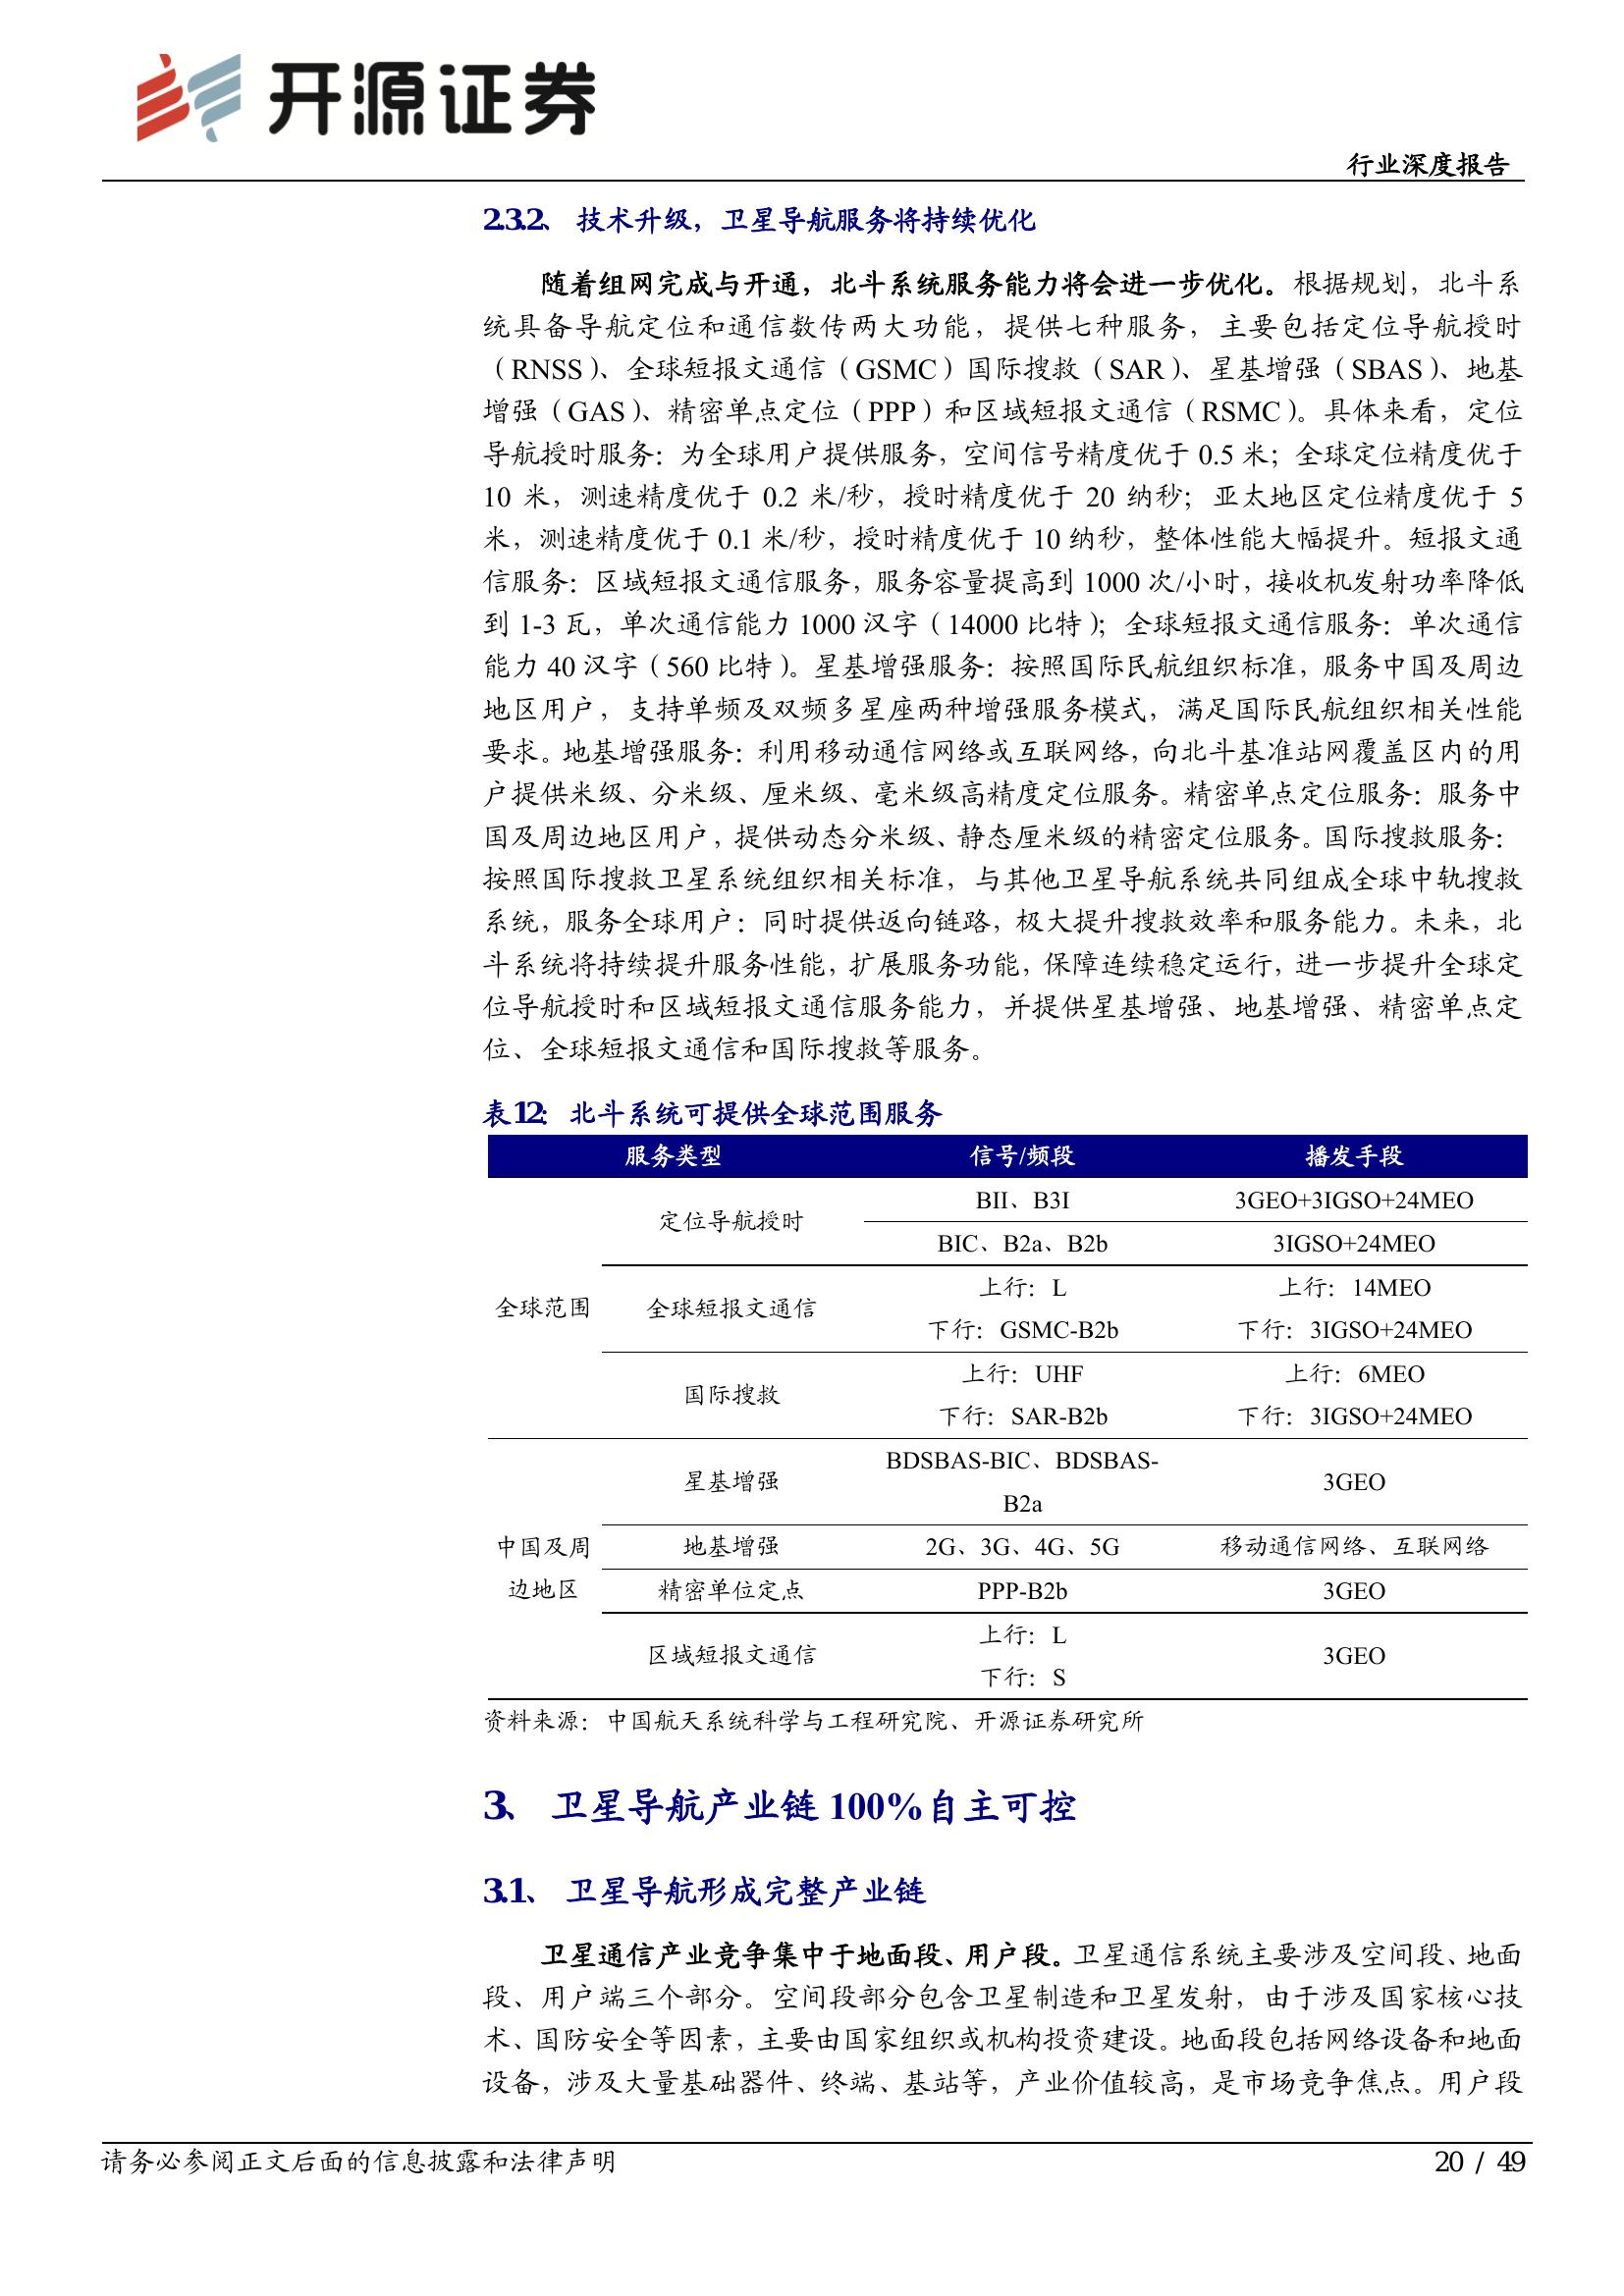 开源证券
行业深度报告
2.3.2、 技术升级，卫星导航服务将持续优化
随着组网完成与开通，北斗系统服务能力将会进一步优化。根据规划，北斗系
统具备导航定位和通信数传两大功能，提供七种服务，主要包括定位导航授时
（RNSS）、全球短报文通信（GSMC）国际搜救（SAR）、星基增强（SBAS）、地基
增强（GAS）、精密单点定位（PPP）和区域短报文通信（RSMC）。具体来看，定位
导航授时服务：为全球用户提供服务，空间信号精度优于 0.5 米；全球定位精度优于
10 米，测速精度优于 0.2 米/秒，授时精度优于 20 纳秒；亚太地区定位精度优于 5
米，测速精度优于 0.1 米/秒，授时精度优于 10 纳秒，整体性能大幅提升。短报文通
信服务：区域短报文通信服务，服务容量提高到 1000 次/小时，接收机发射功率降低
到 1-3 瓦，单次通信能力 1000 汉字（14000 比特）；全球短报文通信服务：单次通信
能力 40 汉字（560 比特）。星基增强服务：按照国际民航组织标准，服务中国及周边
地区用户，支持单频及双频多星座两种增强服务模式，满足国际民航组织相关性能
要求。地基增强服务：利用移动通信网络或互联网络，向北斗基准站网覆盖区内的用
户提供米级、分米级、厘米级、毫米级高精度定位服务。精密单点定位服务：服务中
国及周边地区用户，提供动态分米级、静态厘米级的精密定位服务。国际搜救服务：
按照国际搜救卫星系统组织相关标准，与其他卫星导航系统共同组成全球中轨搜救
系统，服务全球用户：同时提供返向链路，极大提升搜救效率和服务能力。未来，北
斗系统将持续提升服务性能，扩展服务功能，保障连续稳定运行，进一步提升全球定
位导航授时和区域短报文通信服务能力，并提供星基增强、地基增强、精密单点定
位、全球短报文通信和国际搜救等服务。
表12： 北斗系统可提供全球范围服务
服务类型 信号/频段 播发手段
定位导航授时 BII、B3I 3GEO+3IGSO+24MEO
BIC、B2a、B2b 3IGSO+24MEO
全球范围 全球短报文通信 上行：L 上行：14MEO
下行：GSMC-B2b 下行：3IGSO+24MEO
国际搜救 上行：UHF 上行：6MEO
下行：SAR-B2b 下行：3IGSO+24MEO
星基增强 BDSBAS-BIC、BDSBAS- 3GEO
B2a
中国及周 地基增强 2G、3G、4G、5G 移动通信网络、互联网络
边地区 精密单位定点 PPP-B2b 3GEO
区域短报文通信 上行：L 3GEO
下行：S
资料来源：中国航天系统科学与工程研究院、开源证券研究所
3、 卫星导航产业链 100%自主可控
3.1、 卫星导航形成完整产业链
卫星通信产业竞争集中于地面段、用户段。卫星通信系统主要涉及空间段、地面
段、用户端三个部分。空间段部分包含卫星制造和卫星发射，由于涉及国家核心技
术、国防安全等因素，主要由国家组织或机构投资建设。地面段包括网络设备和地面
设备，涉及大量基础器件、终端、基站等，产业价值较高，是市场竞争焦点。用户段
请务必参阅正文后面的信息披露和法律声明
20 / 49